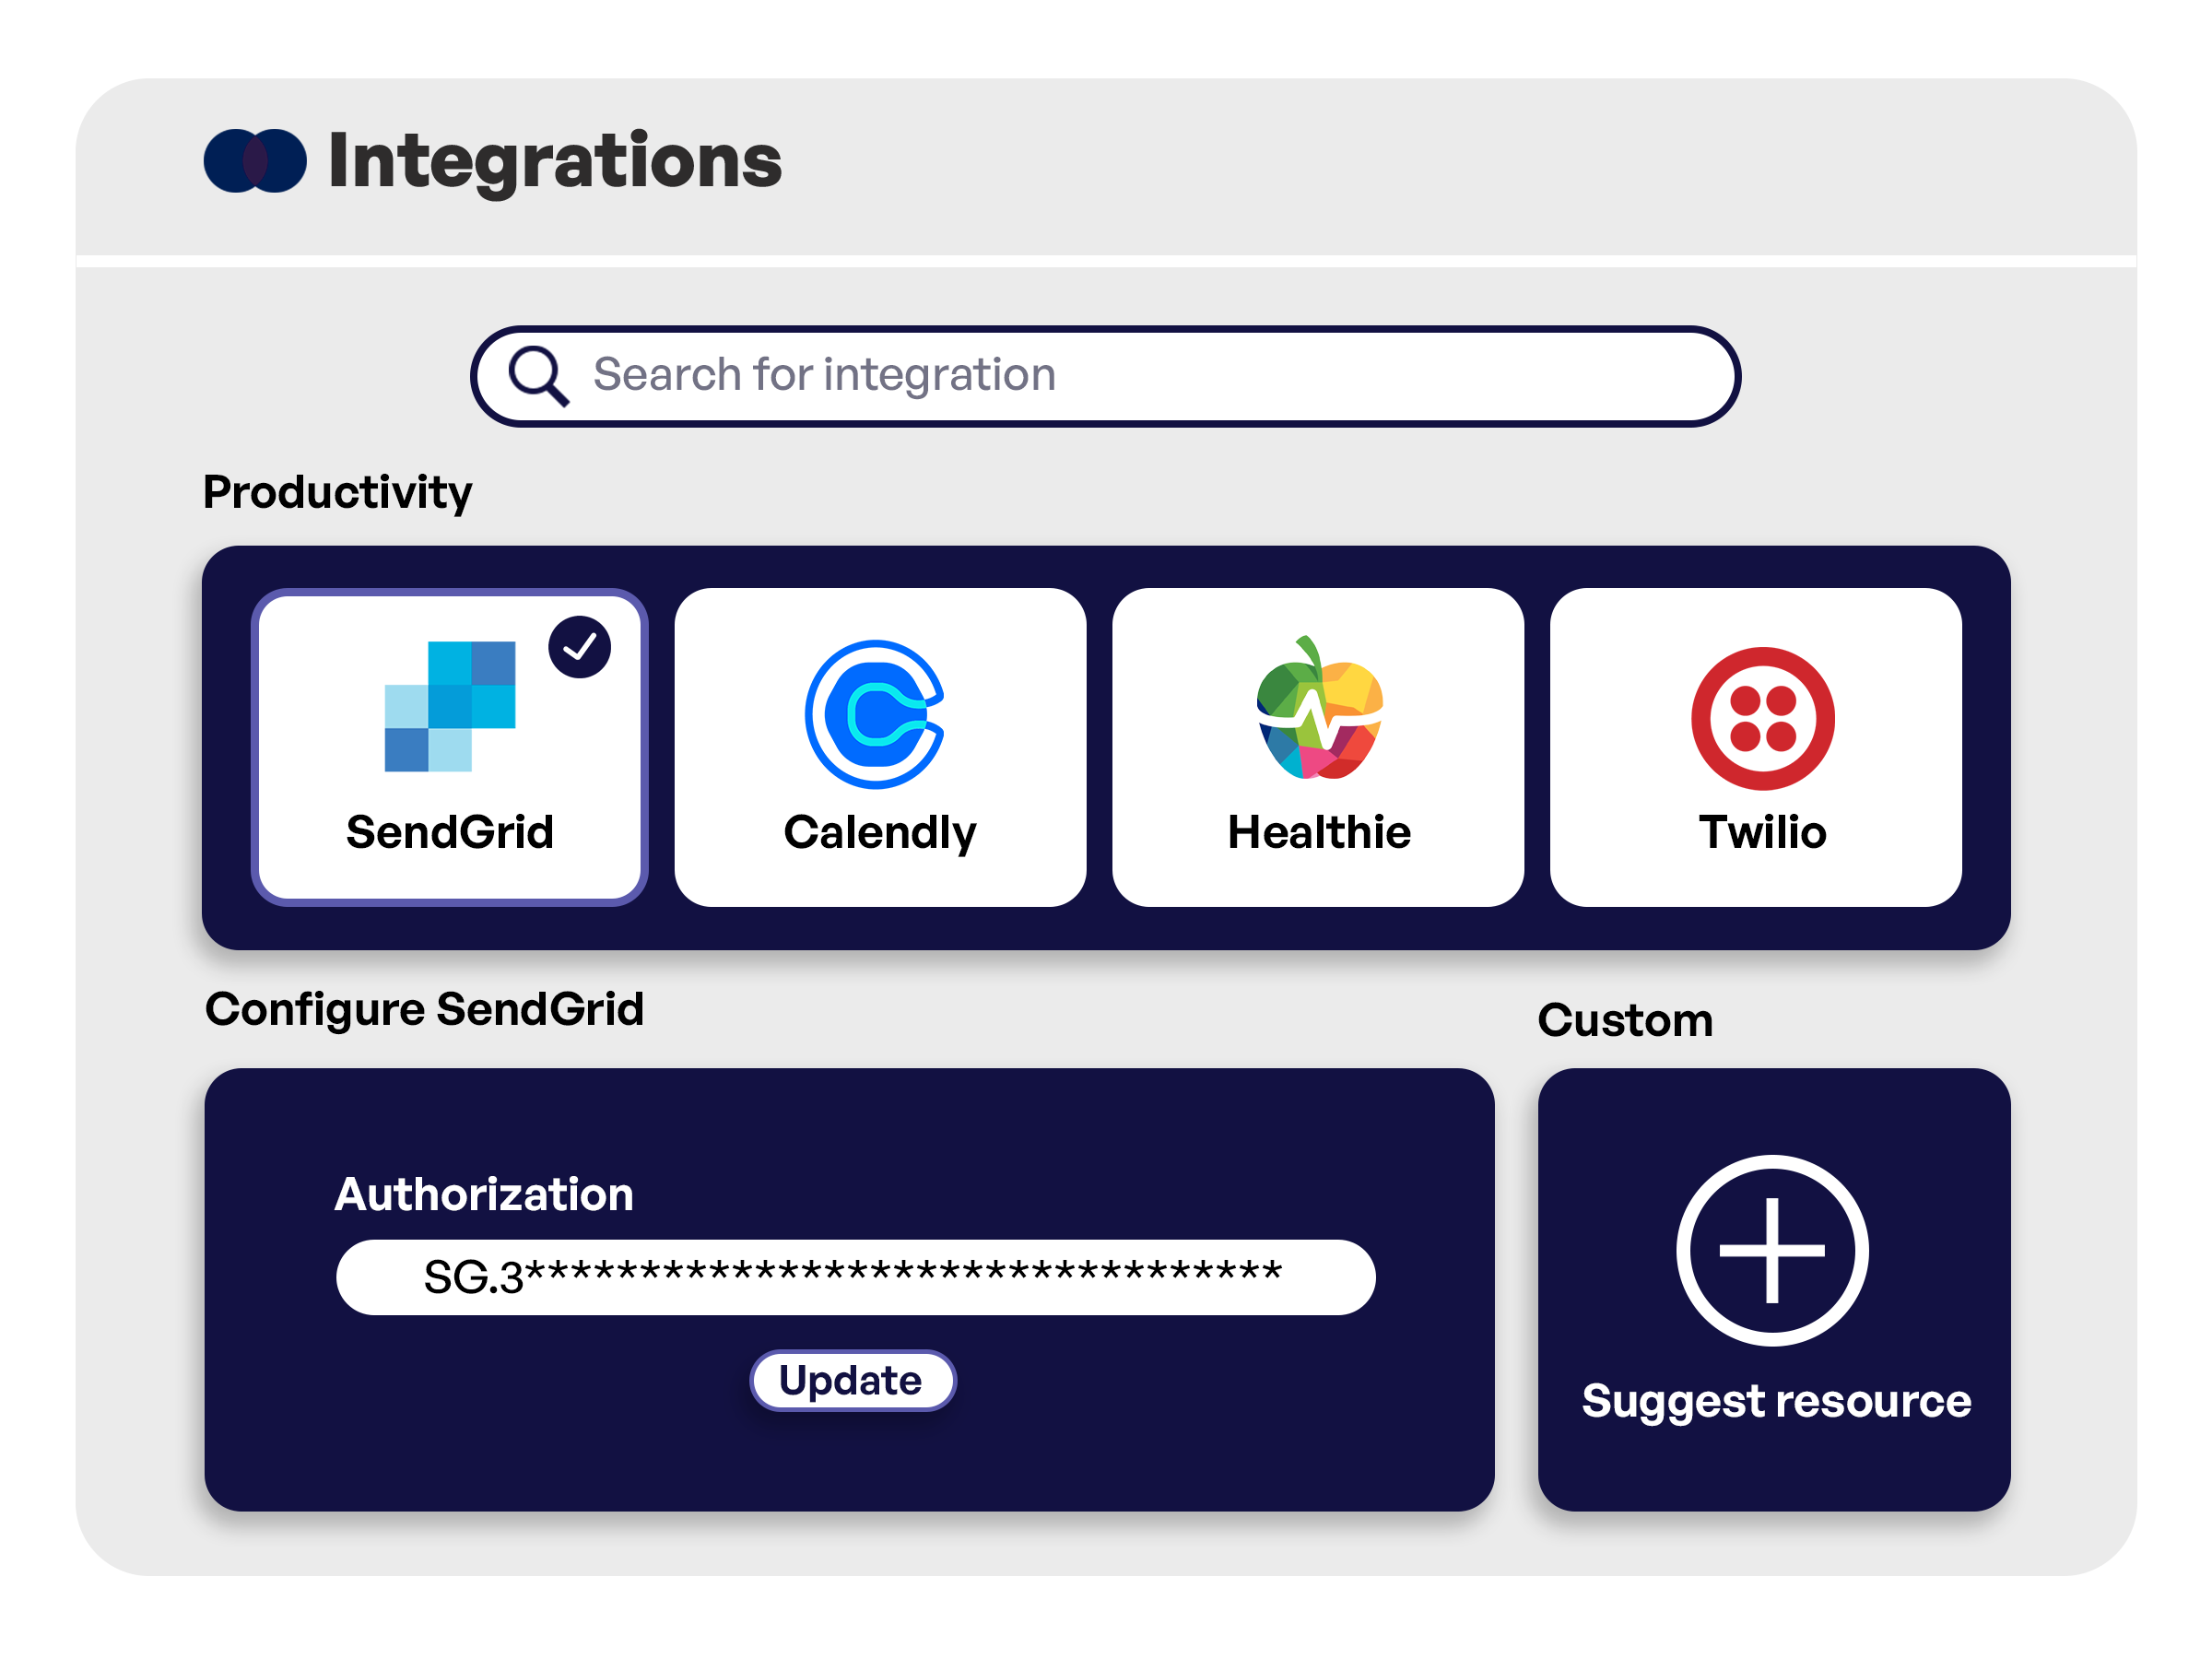 Integrations
Search for integration
Productivity
SendGrid
Calendly
Healthie
Twilio
Configure SendGrid
Custom
Authorization
SG.3*********************************
Update
Suggest resource